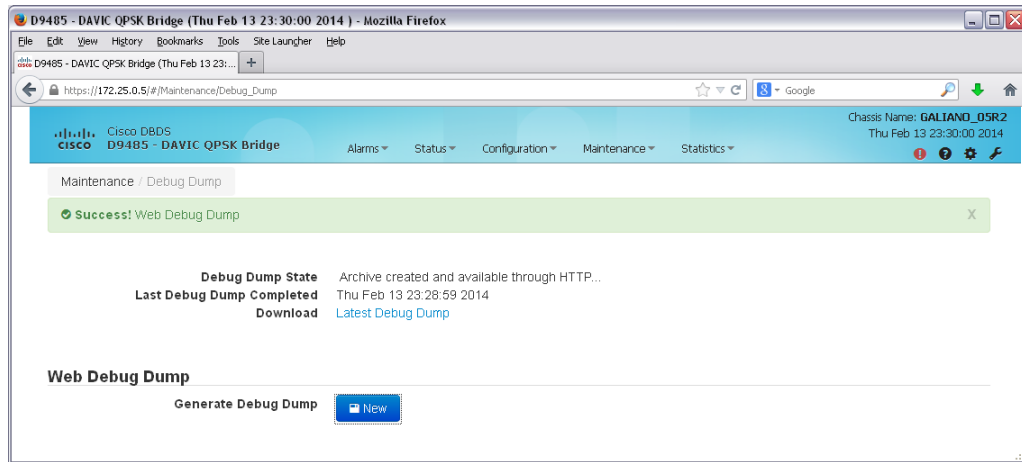 D9485 - DAVIC QPSK Bridge (Thu Feb 13 23:30:00 2014 ) - Mozilla Firefox
File Edit View History Bookmarks Tools Site Launcher Help
D9485 - DAVIC QPSK Bridge (Thu Feb 13 23:... +
https://172.25.0.5/#/Maintenance/Debug_Dump
Google
Chassis Name: GALIANO_05R2
Thu Feb 13 23:30:00 2014
CISCO
Cisco DBDS
D9485 - DAVIC QPSK Bridge
Alarms Status Configuration Maintenance Statistics
Maintenance / Debug Dump
Success! Web Debug Dump X
Debug Dump State Archive created and available through HTTP...
Last Debug Dump Completed Thu Feb 13 23:28:59 2014
Download Latest Debug Dump
Web Debug Dump
Generate Debug Dump New